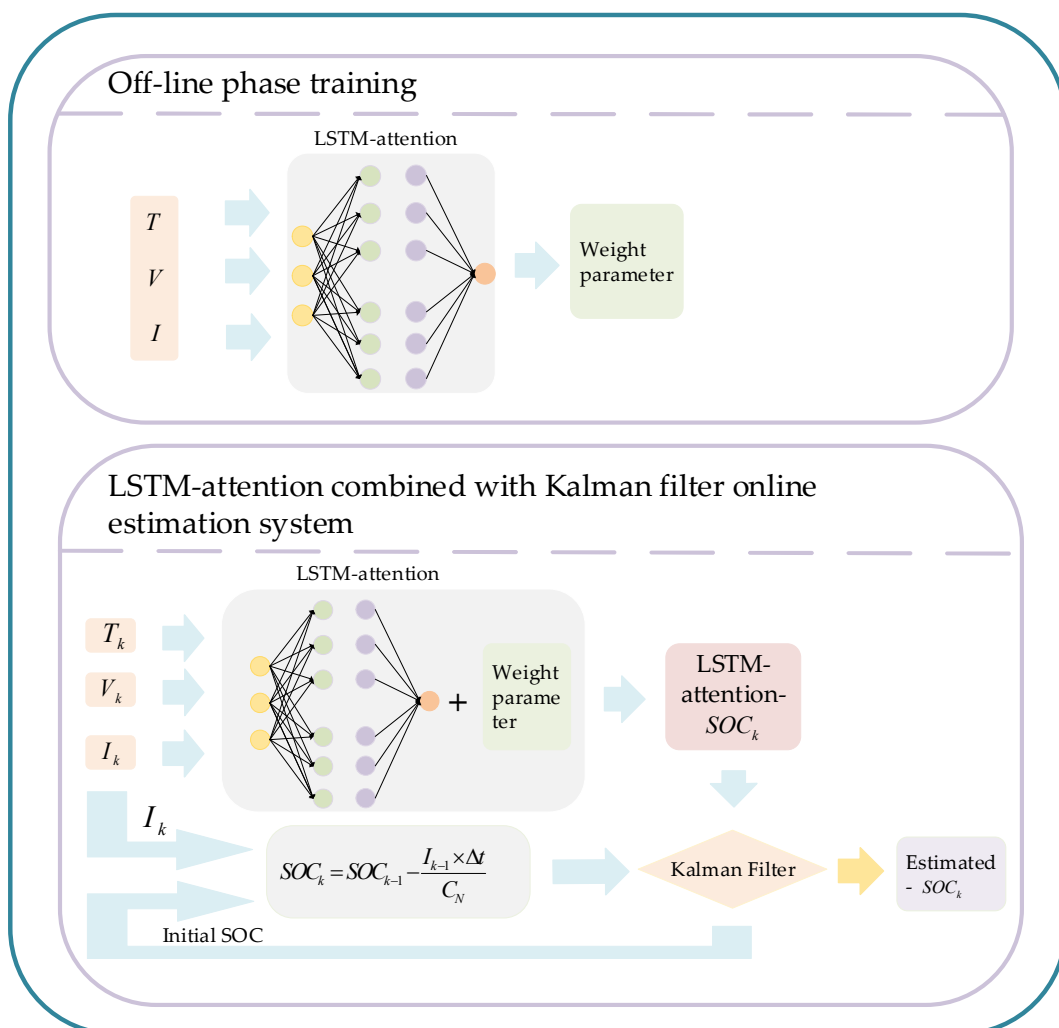 Off-line phase training
LSTM-attention
T
V
I
Weight
parameter
LSTM-attention combined with Kalman filter online
estimation system
LSTM-attention
T_k
V_k
I_k
+
Weight
parame
ter
LSTM-
attention-
SOC_k
I_k
SOC_k = SOC_{k-1} - \frac{I_{k-1} × Δt}{C_N}
Kalman Filter
Estimated
- SOC_k
Initial SOC